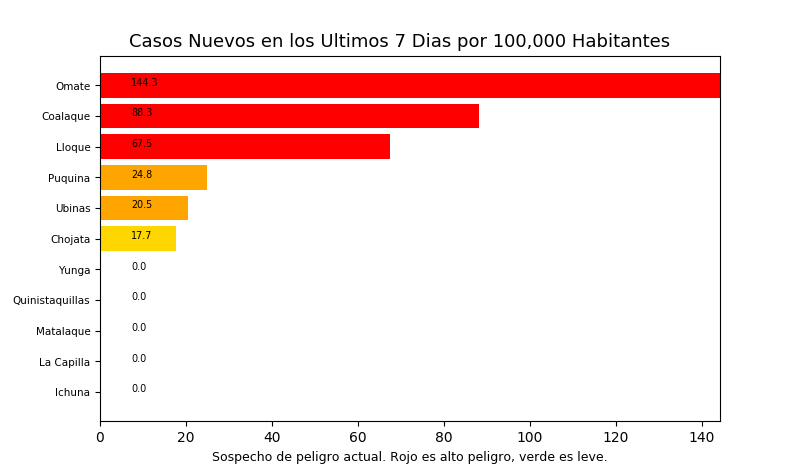 Casos Nuevos en los Ultimos 7 Dias por 100,000 Habitantes
Omate 144.3
Coalaque 88.3
Lloque 67.5
Puquina 24.8
Ubinas 20.5
Chojata 17.7
Yunga 0.0
Quinistaquillas 0.0
Matalaque 0.0
La Capilla 0.0
Ichuna 0.0
0 20 40 60 80 100 120 140
Sospecho de peligro actual. Rojo es alto peligro, verde es leve.